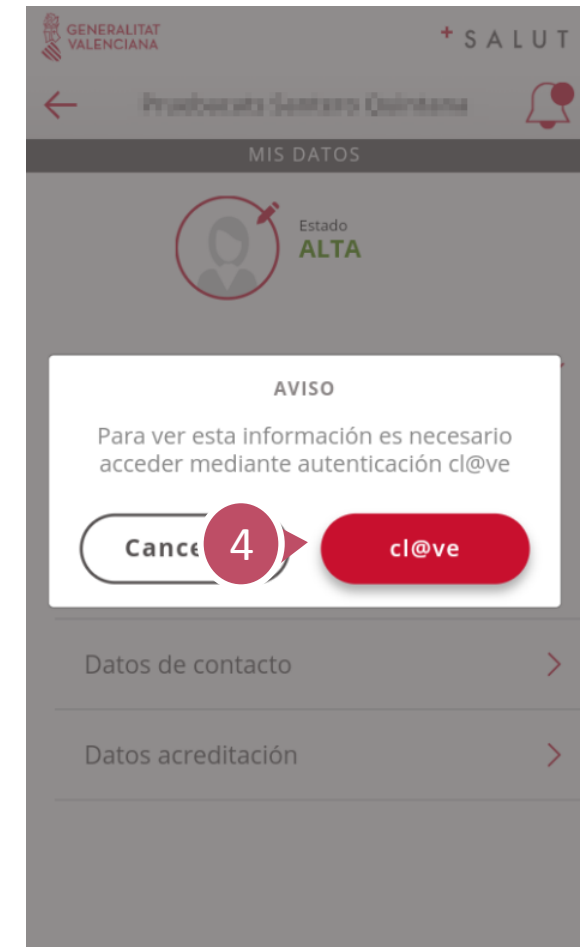 GENERALITAT
VALENCIANA
+ SALUT
MIS DATOS
Estado
ALTA
AVISO
Para ver esta información es necesario
acceder mediante autenticación cl@ve
Cance
4
cl@ve
Datos de contacto
Datos acreditación